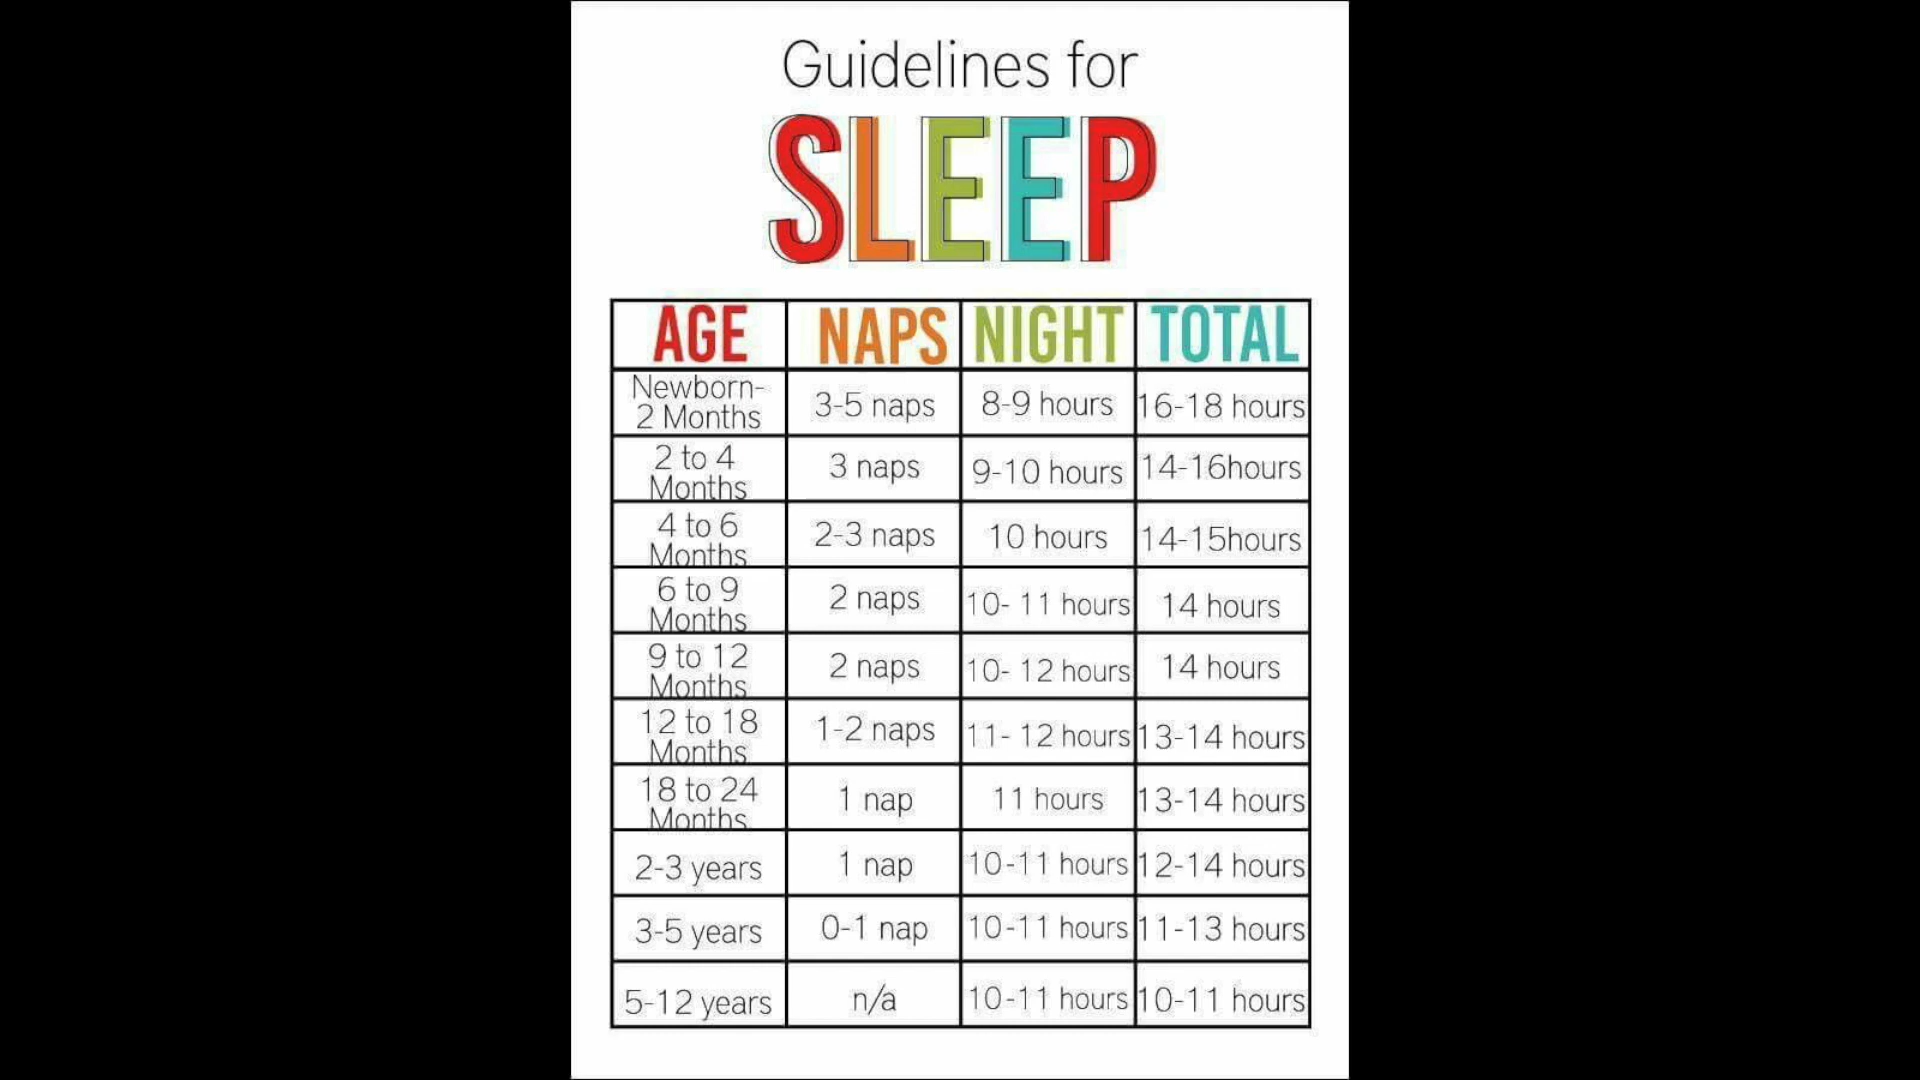 Guidelines for
SLEEP
AGE NAPS NIGHT TOTAL
Newborn-
2 Months 3-5 naps 8-9 hours 16-18 hours
2 to 4
Months 3 naps 9-10 hours 14-16hours
4 to 6
Months 2-3 naps 10 hours 14-15hours
6 to 9
Months 2 naps 10- 11 hours 14 hours
9 to 12
Months 2 naps 10- 12 hours 14 hours
12 to 18
Months 1-2 naps 11- 12 hours 13-14 hours
18 to 24
Months 1 nap 11 hours 13-14 hours
2-3 years 1 nap 10-11 hours 12-14 hours
3-5 years 0-1 nap 10-11 hours 11-13 hours
5-12 years n/a 10-11 hours 10-11 hours